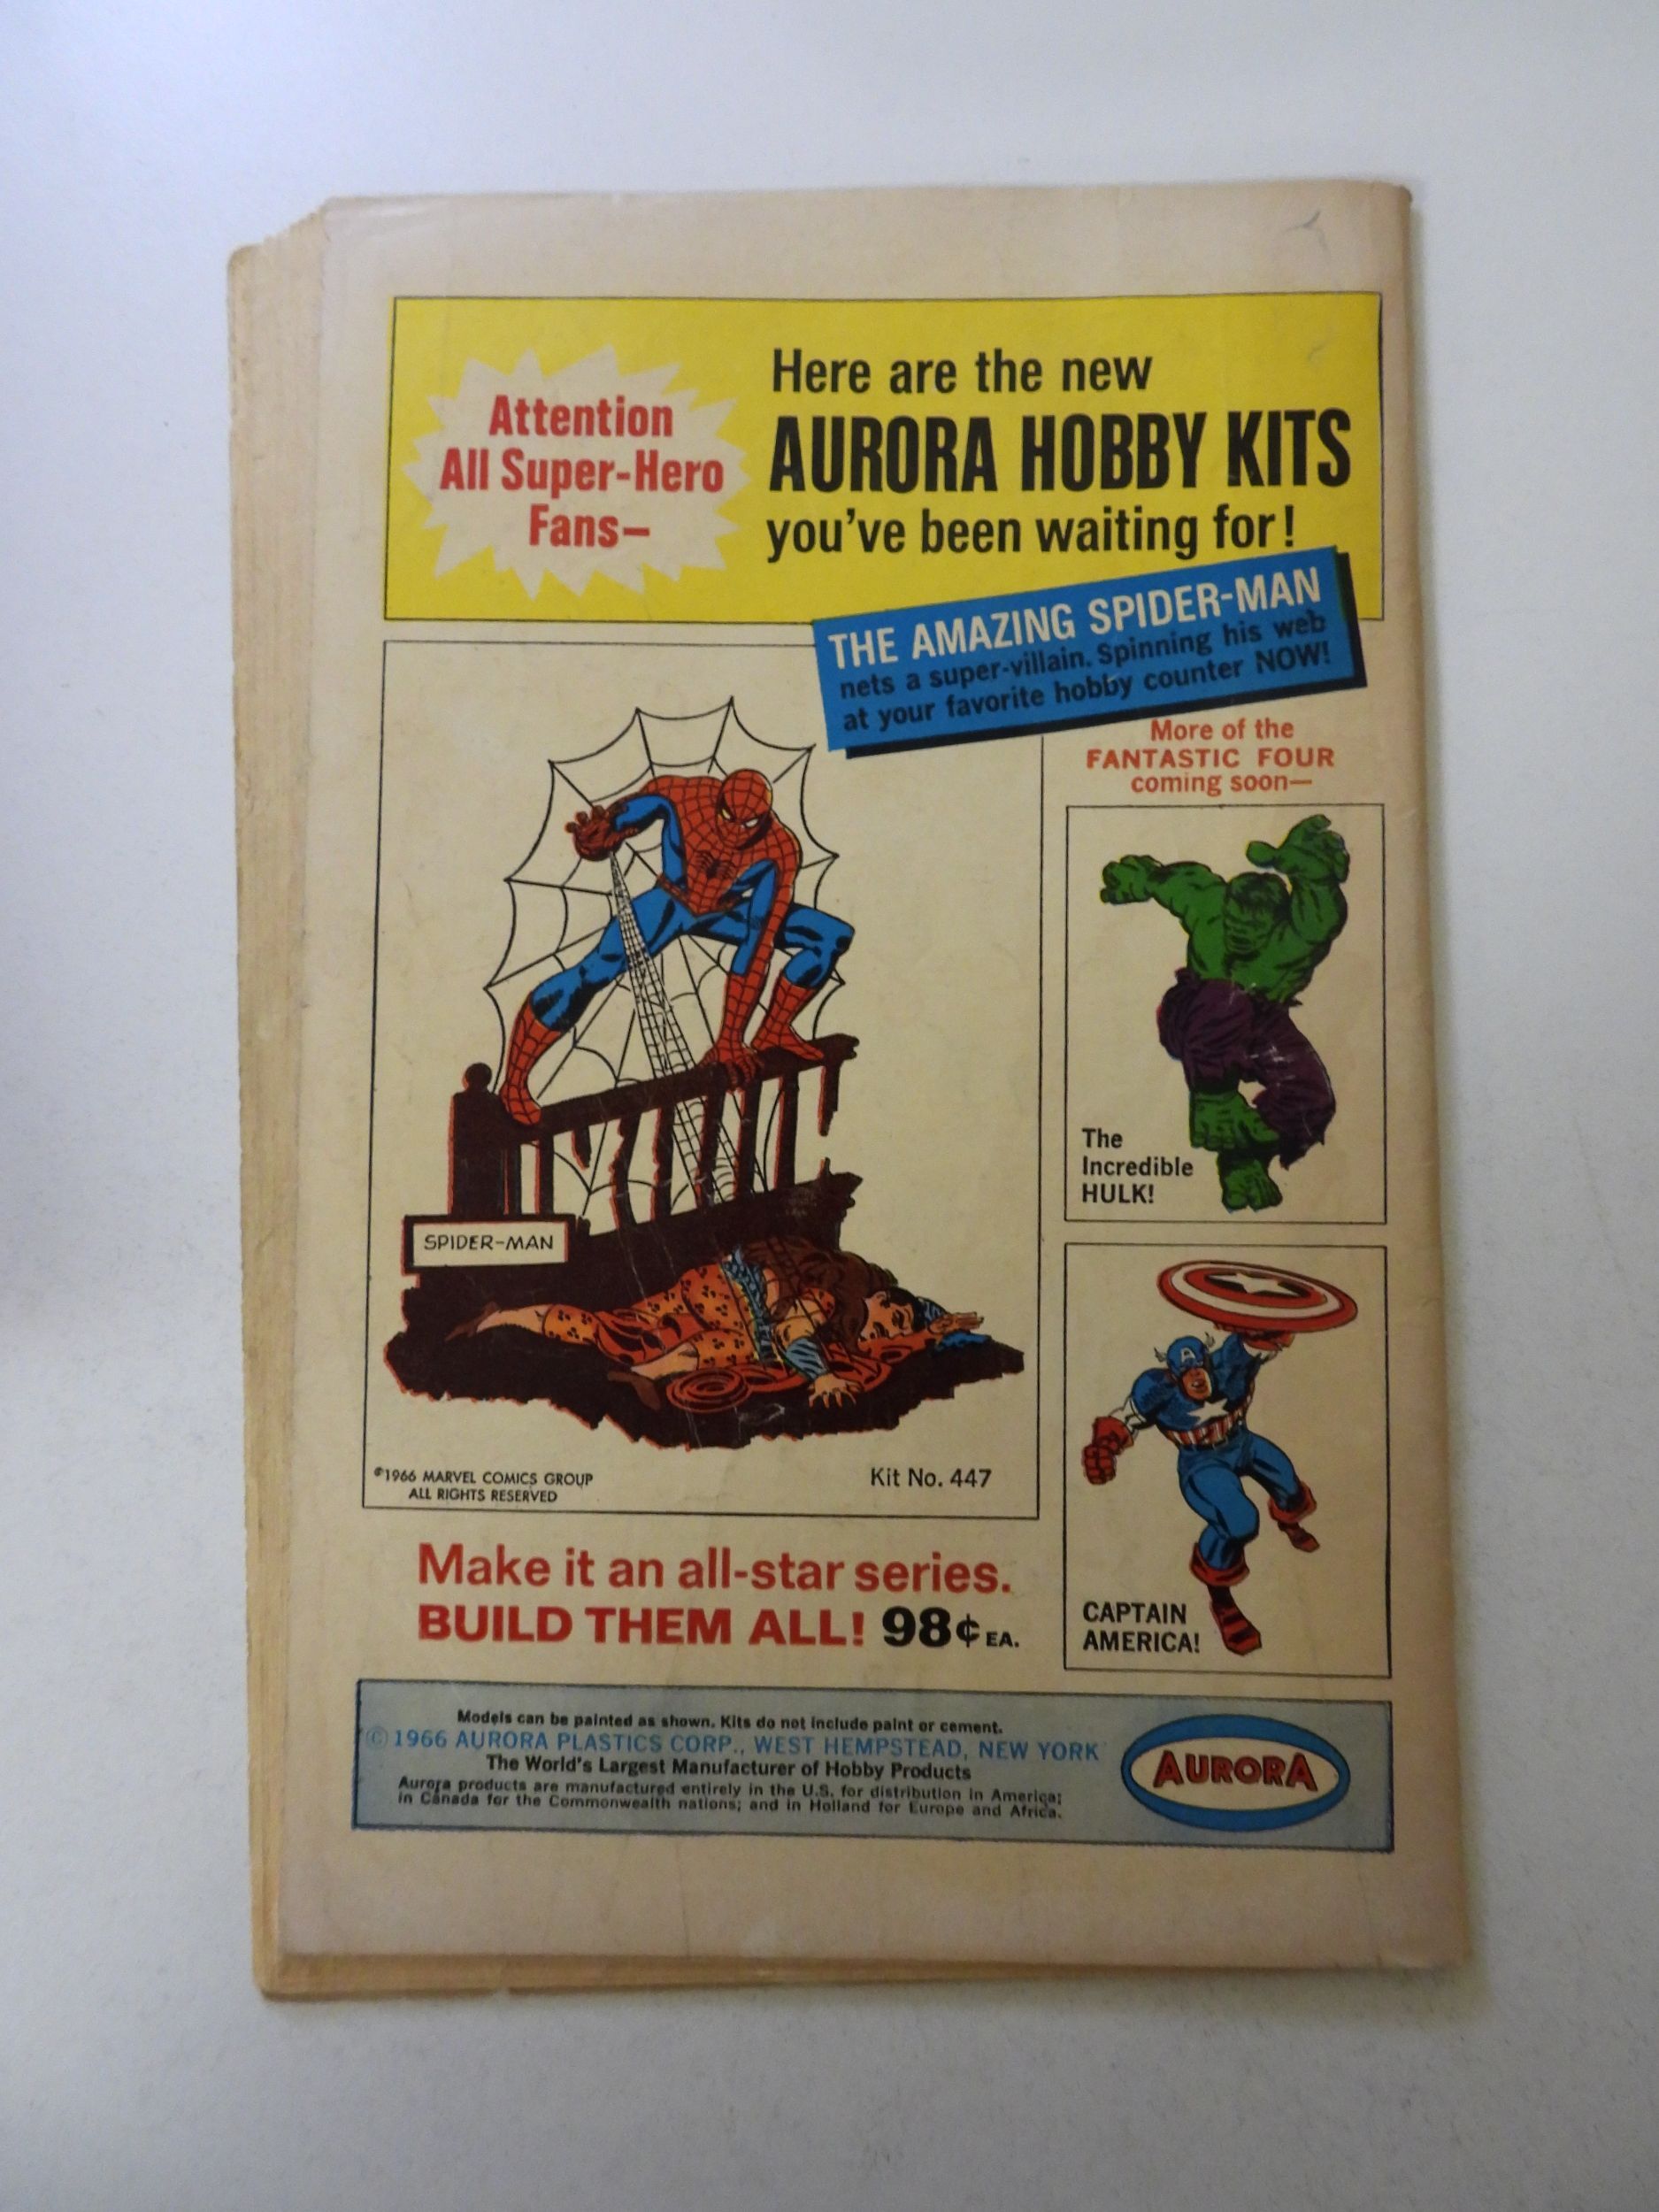 Attention
All Super-Hero
Fans—
Here are the new
AURORA HOBBY KITS
you've been waiting for!
THE AMAZING SPIDER-MAN
nets a super-villain. Spinning his web
at your favorite hobby counter NOW!
More of the
FANTASTIC FOUR
coming soon—
The
Incredible
HULK!
SPIDER-MAN
A
CAPTAIN
AMERICA!
©1966 MARVEL COMICS GROUP
ALL RIGHTS RESERVED
Kit No. 447
Make it an all-star series.
BUILD THEM ALL! 98¢ EA.
Models can be painted as shown. Kits do not include paint or cement.
© 1966 AURORA PLASTICS CORP., WEST HEMPSTEAD, NEW YORK
The World's Largest Manufacturer of Hobby Products
Aurora products are manufactured entirely in the U.S. for distribution in America;
in Canada for the Commonwealth nations; and in Holland for Europe and Africa.
AURORA